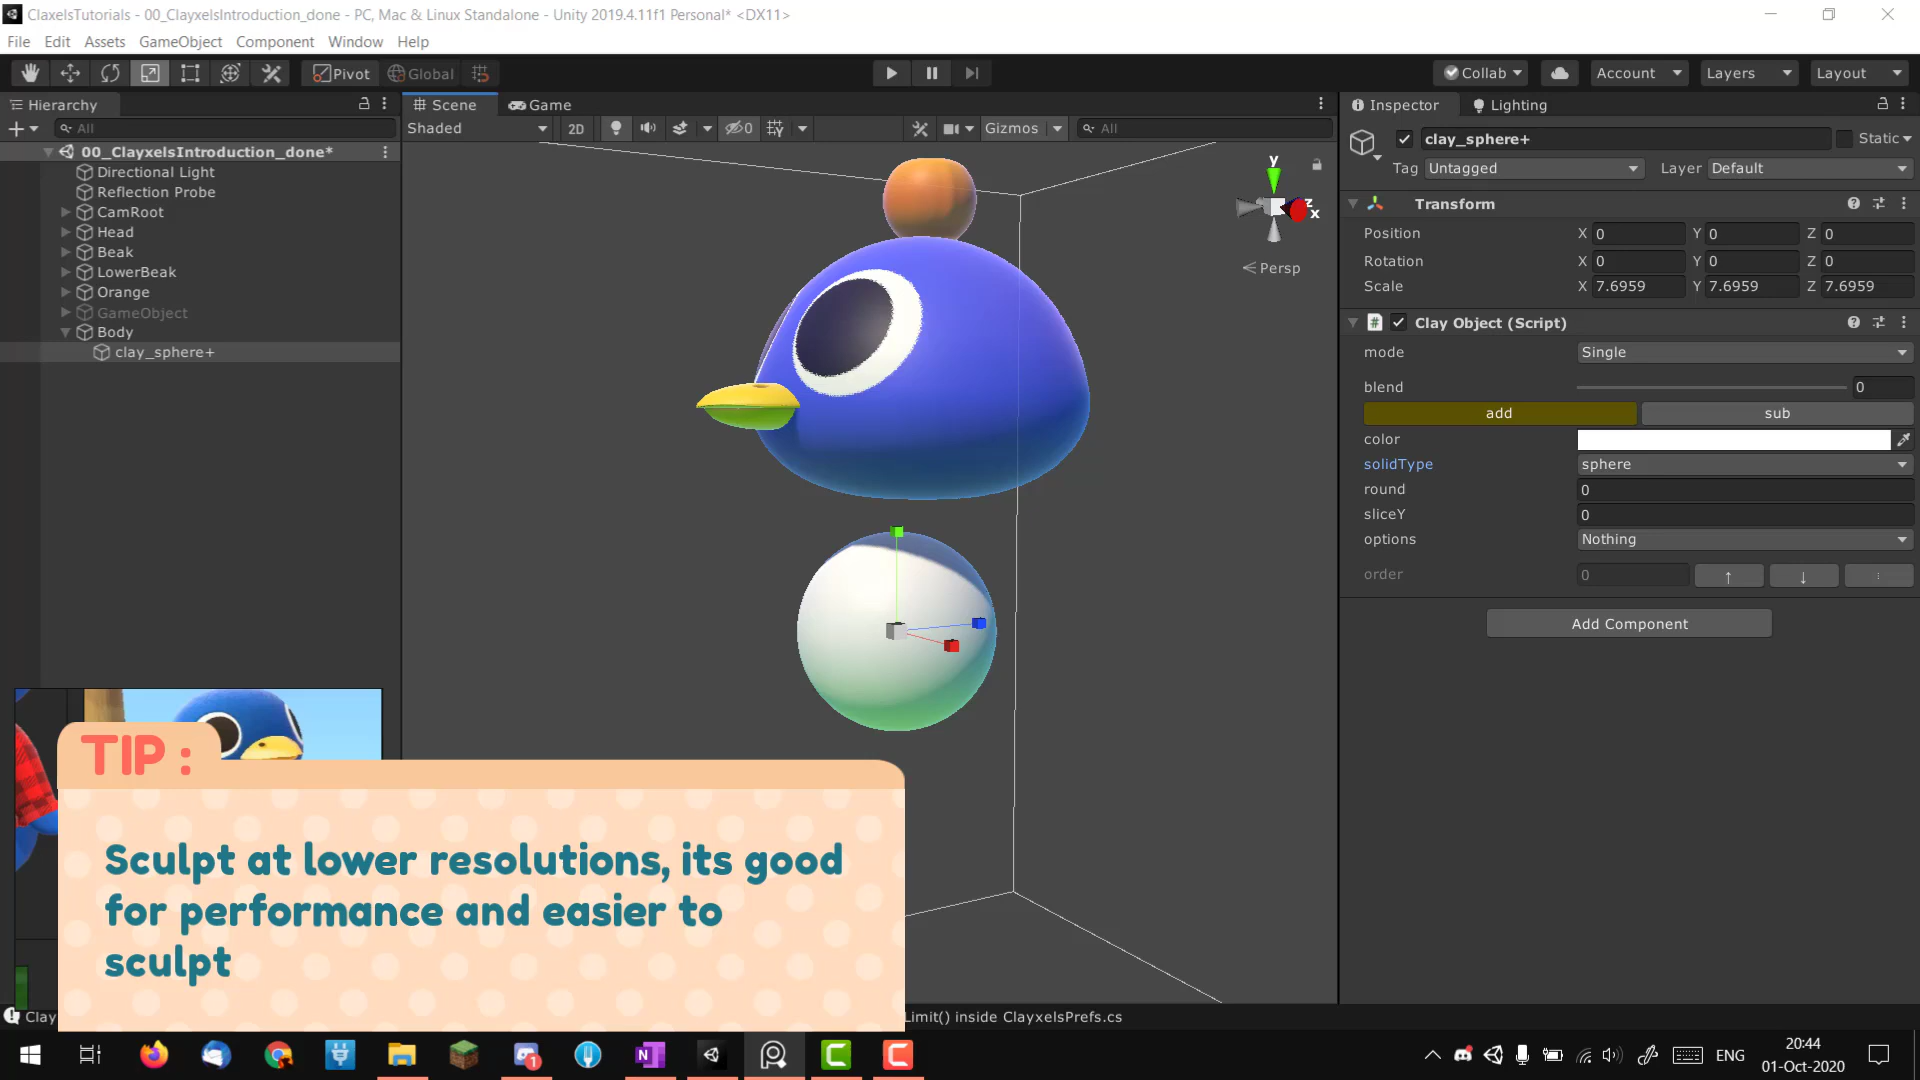 ClaxelsTutorials - 00_ClayxelsIntroduction_done - PC, Mac & Linux Standalone - Unity 2019.4.11f1 Personal* <DX11>
File Edit Assets GameObject Component Window Help
Pivot Global Collab Account Layers Layout
Hierarchy Scene Game Inspector Lighting
All Shaded 2D 0 Gizmos All
clay_sphere+ Static
00_ClayxelsIntroduction_done*
Tag Untagged Layer Default
Directional Light
Reflection Probe
CamRoot
Head
Beak
LowerBeak
Orange
GameObject
Body
clay_sphere+
y
z
x
Persp
Transform
Position X 0 Y 0 Z 0
Rotation X 0 Y 0 Z 0
Scale X 7.6959 Y 7.6959 Z 7.6959
Clay Object (Script)
mode Single
blend 0
add sub
color
solidType sphere
round 0
sliceY 0
options Nothing
order 0 ↑ ↓ :
Add Component
TIP :
Sculpt at lower resolutions, its good
for performance and easier to
sculpt
Clay Limit() inside ClayxelsPrefs.cs
ENG
20:44
01-Oct-2020